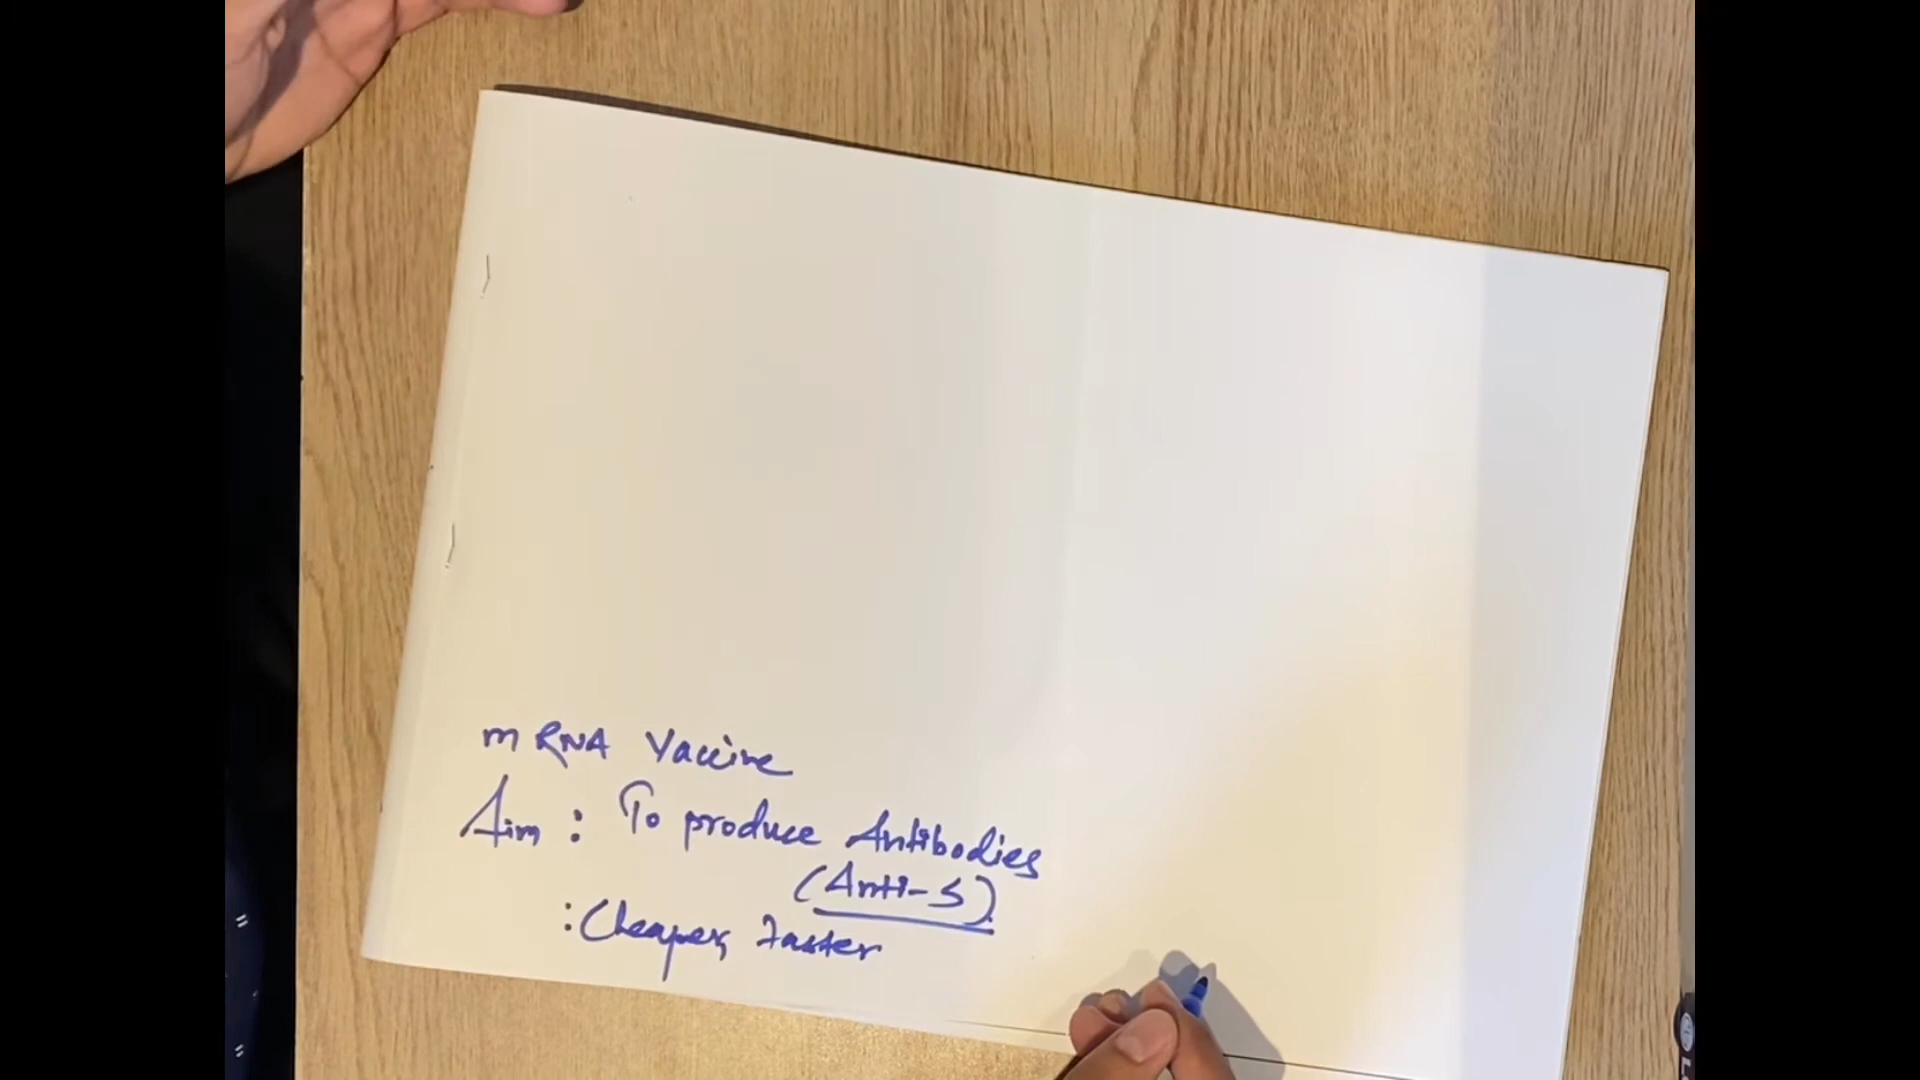 mRNA Vaccine
Aim : To produce Antibodies
(Anti-S)
: Cheaper, Faster